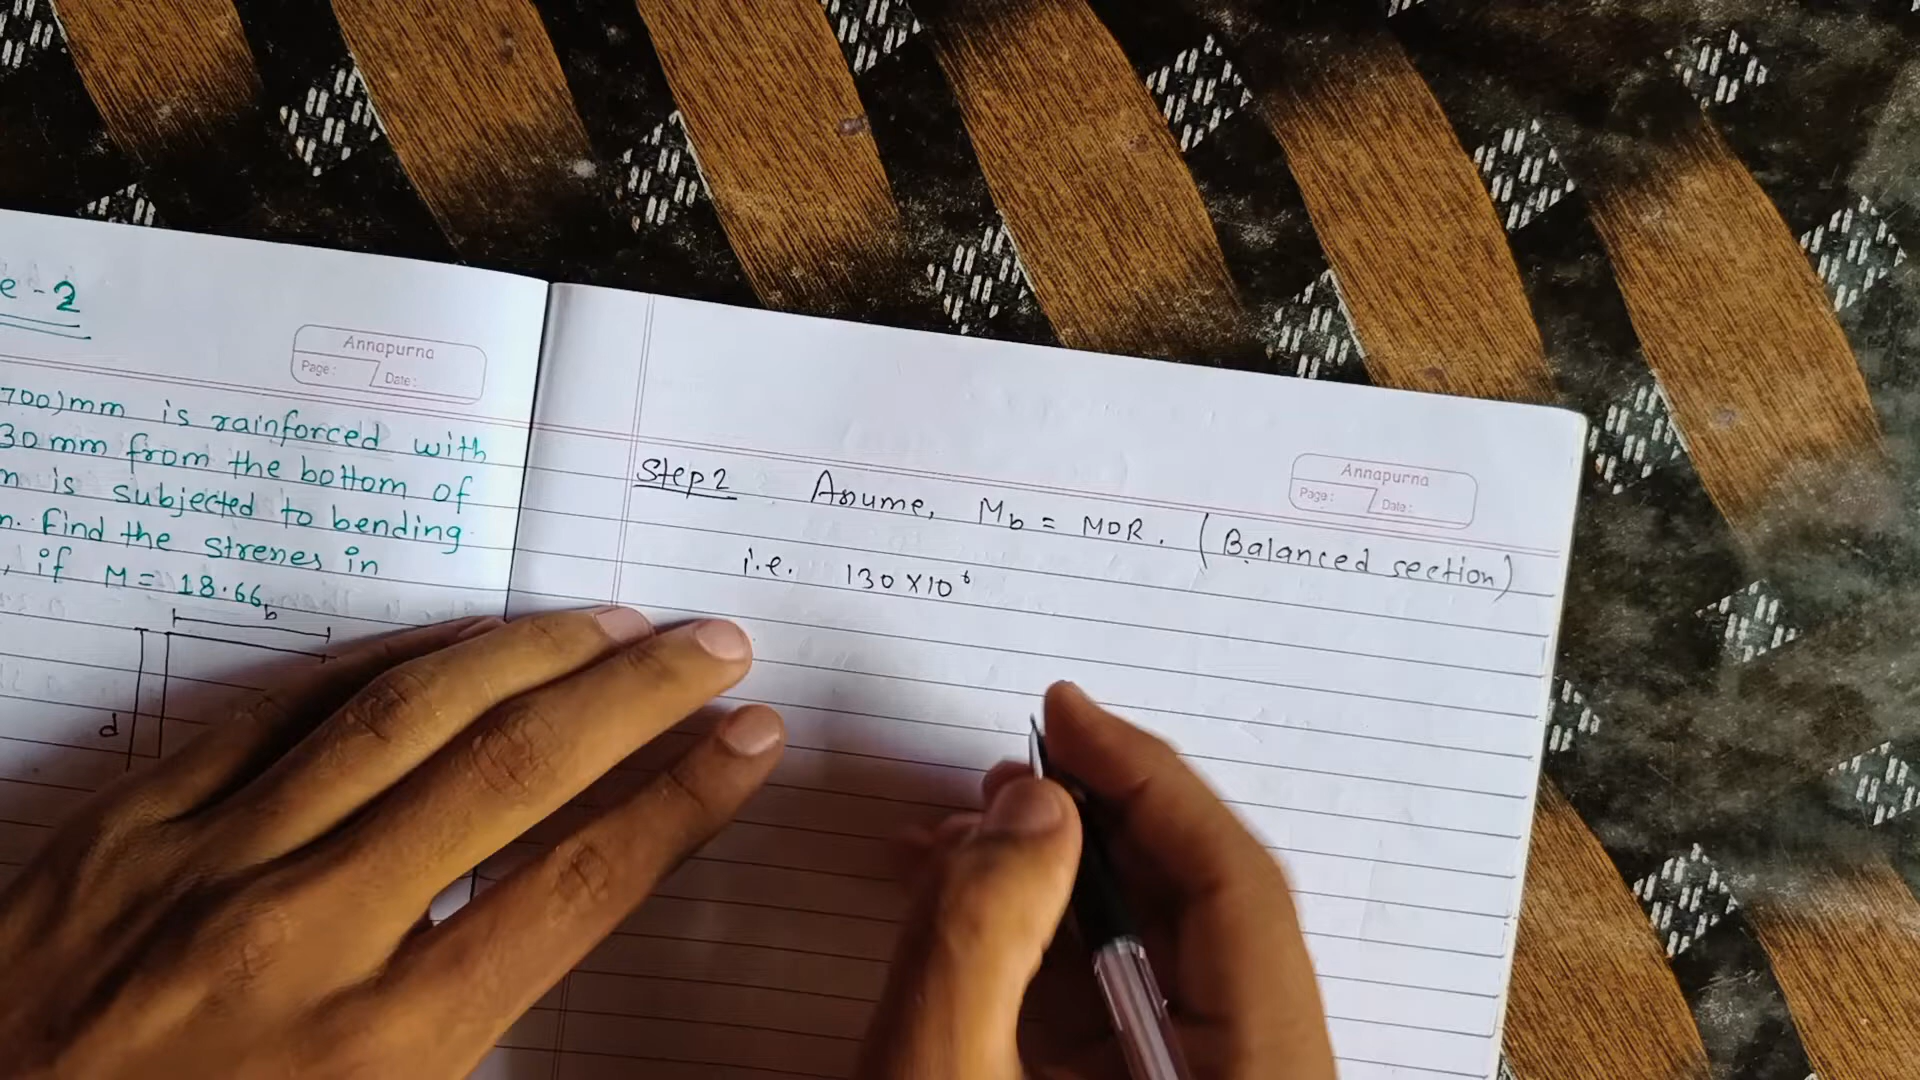 e-2
Annapurna
Page: Date:
700)mm is rainforced with
30 mm from the bottom of
is subjected to bending
Find the stresses in
, if M = 18.66
b
d
Annapurna
Page: Date:
Step 2 Assume, Mb = MOR. (Balanced section)
i.e. 130 X 10⁶